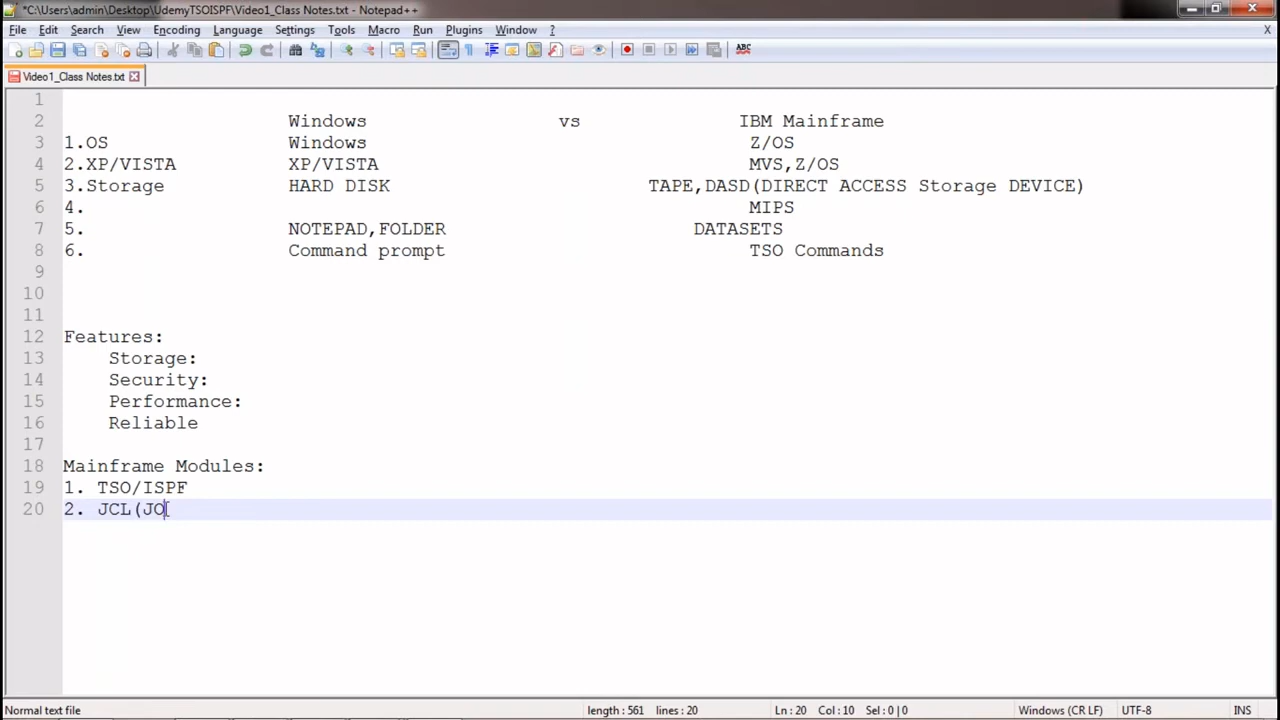 *C:\Users\admin\Desktop\UdemyTSOISPF\Video1_Class Notes.txt - Notepad++
File Edit Search View Encoding Language Settings Tools Macro Run Plugins Window ? X
ABC
Video1_Class Notes.txt
1
2 Windows vs IBM Mainframe
3 1.OS Windows Z/OS
4 2.XP/VISTA XP/VISTA MVS,Z/OS
5 3.Storage HARD DISK TAPE,DASD(DIRECT ACCESS Storage DEVICE)
6 4. MIPS
7 5. NOTEPAD,FOLDER DATASETS
8 6. Command prompt TSO Commands
9
10
11
12 Features:
13 Storage:
14 Security:
15 Performance:
16 Reliable
17
18 Mainframe Modules:
19 1. TSO/ISPF
20 2. JCL(JO
Normal text file length : 561 lines : 20 Ln : 20 Col : 10 Sel : 0 | 0 Windows (CR LF) UTF-8 INS